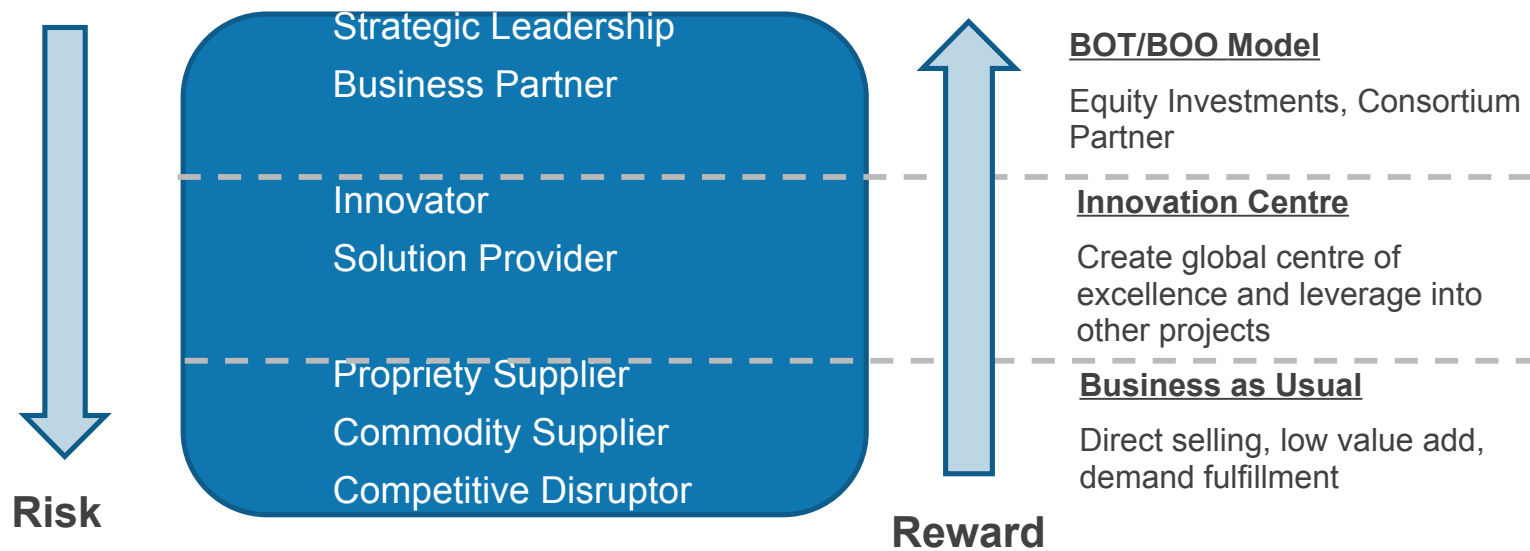 Strategic Leadership
Business Partner
Innovator
Solution Provider
Propriety Supplier
Commodity Supplier
Competitive Disruptor
Risk
Reward
BOT/BOO Model
Equity Investments, Consortium
Partner
Innovation Centre
Create global centre of
excellence and leverage into
other projects
Business as Usual
Direct selling, low value add,
demand fulfillment